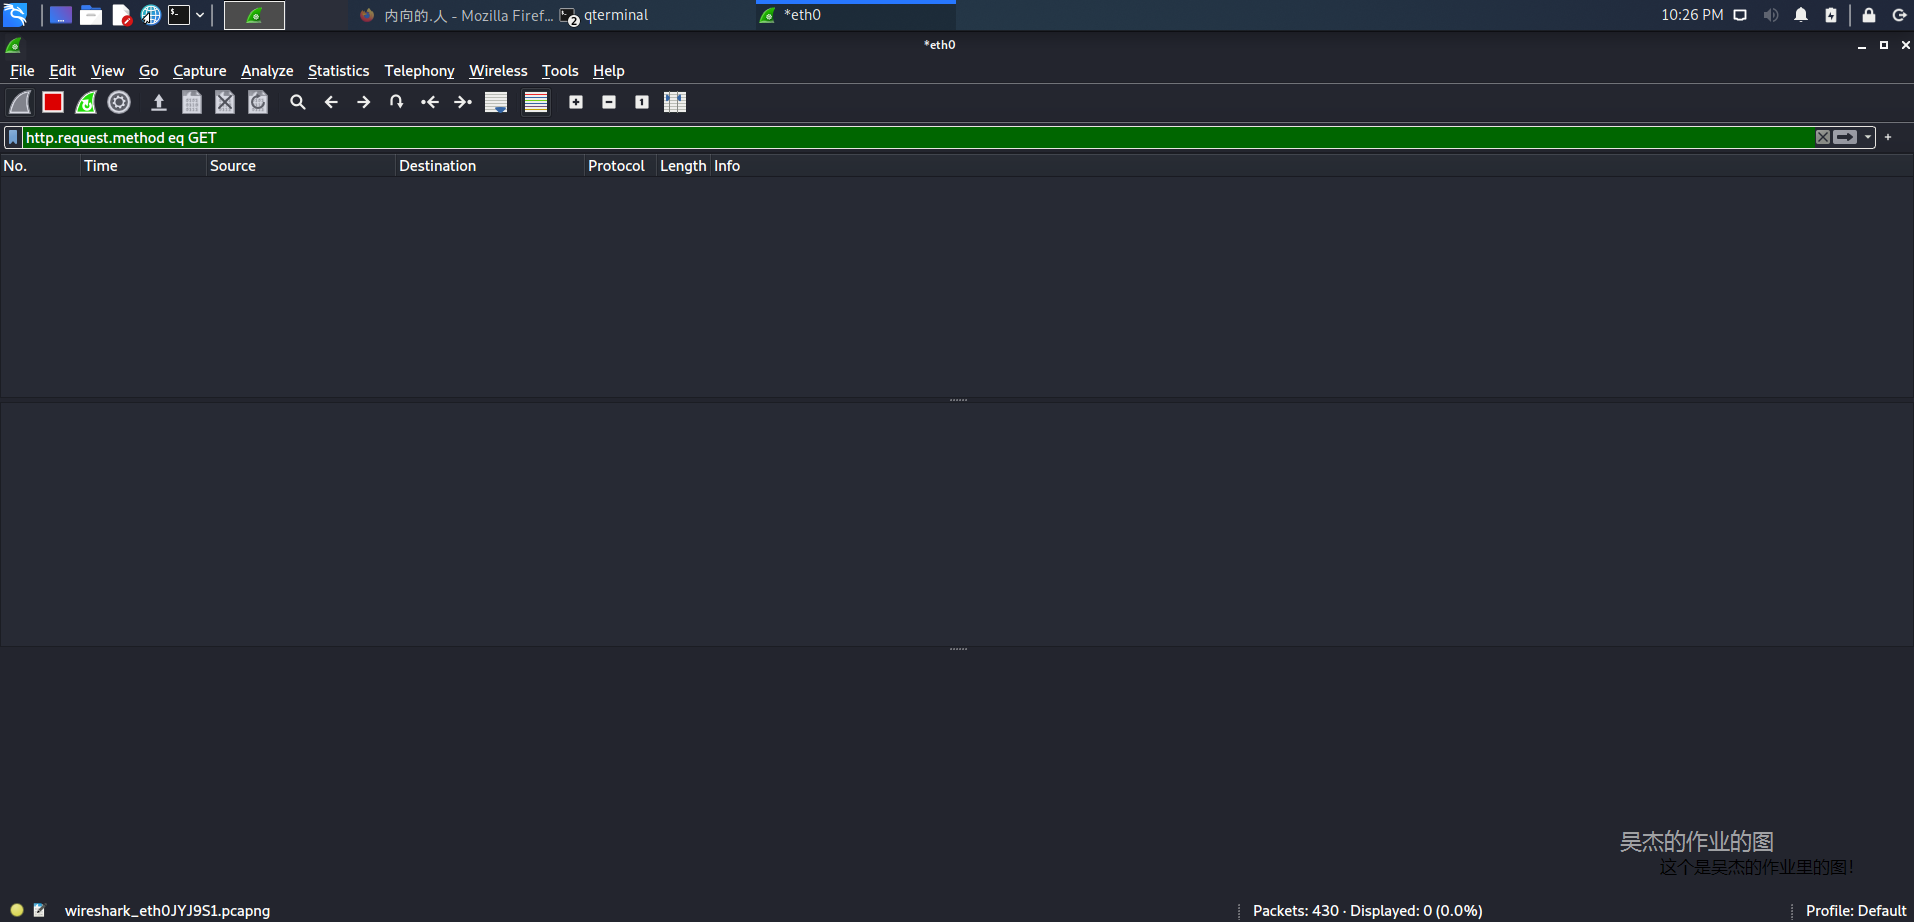 内向的.人 - Mozilla Firef... qterminal *eth0 10:26 PM
*eth0
File Edit View Go Capture Analyze Statistics Telephony Wireless Tools Help
http.request.method eq GET
No. Time Source Destination Protocol Length Info
吴杰的作业的图
这个是吴杰的作业里的图!
wireshark_eth0JYJ9S1.pcapng Packets: 430 · Displayed: 0 (0.0%) Profile: Default